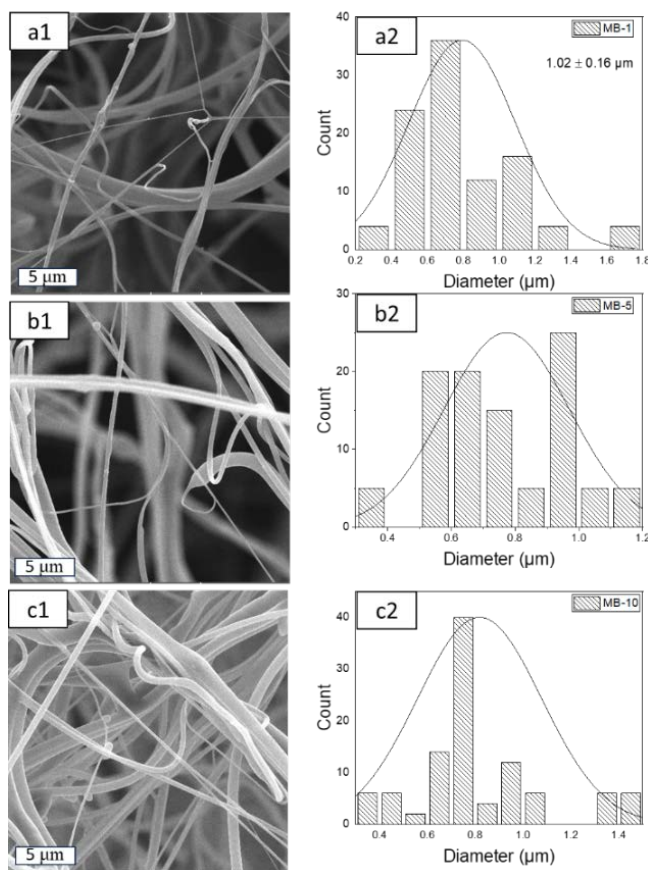 a1
5 µm
a2
MB-1
1.02 ± 0.16 µm
40
30
20
10
0
Count
0.2 0.4 0.6 0.8 1.0 1.2 1.4 1.6 1.8
Diameter (µm)
b1
5 µm
b2
MB-5
30
20
10
0
Count
0.4 0.6 0.8 1.0 1.2
Diameter (µm)
c1
5 µm
c2
MB-10
40
30
20
10
0
Count
0.4 0.6 0.8 1.0 1.2 1.4
Diameter (µm)